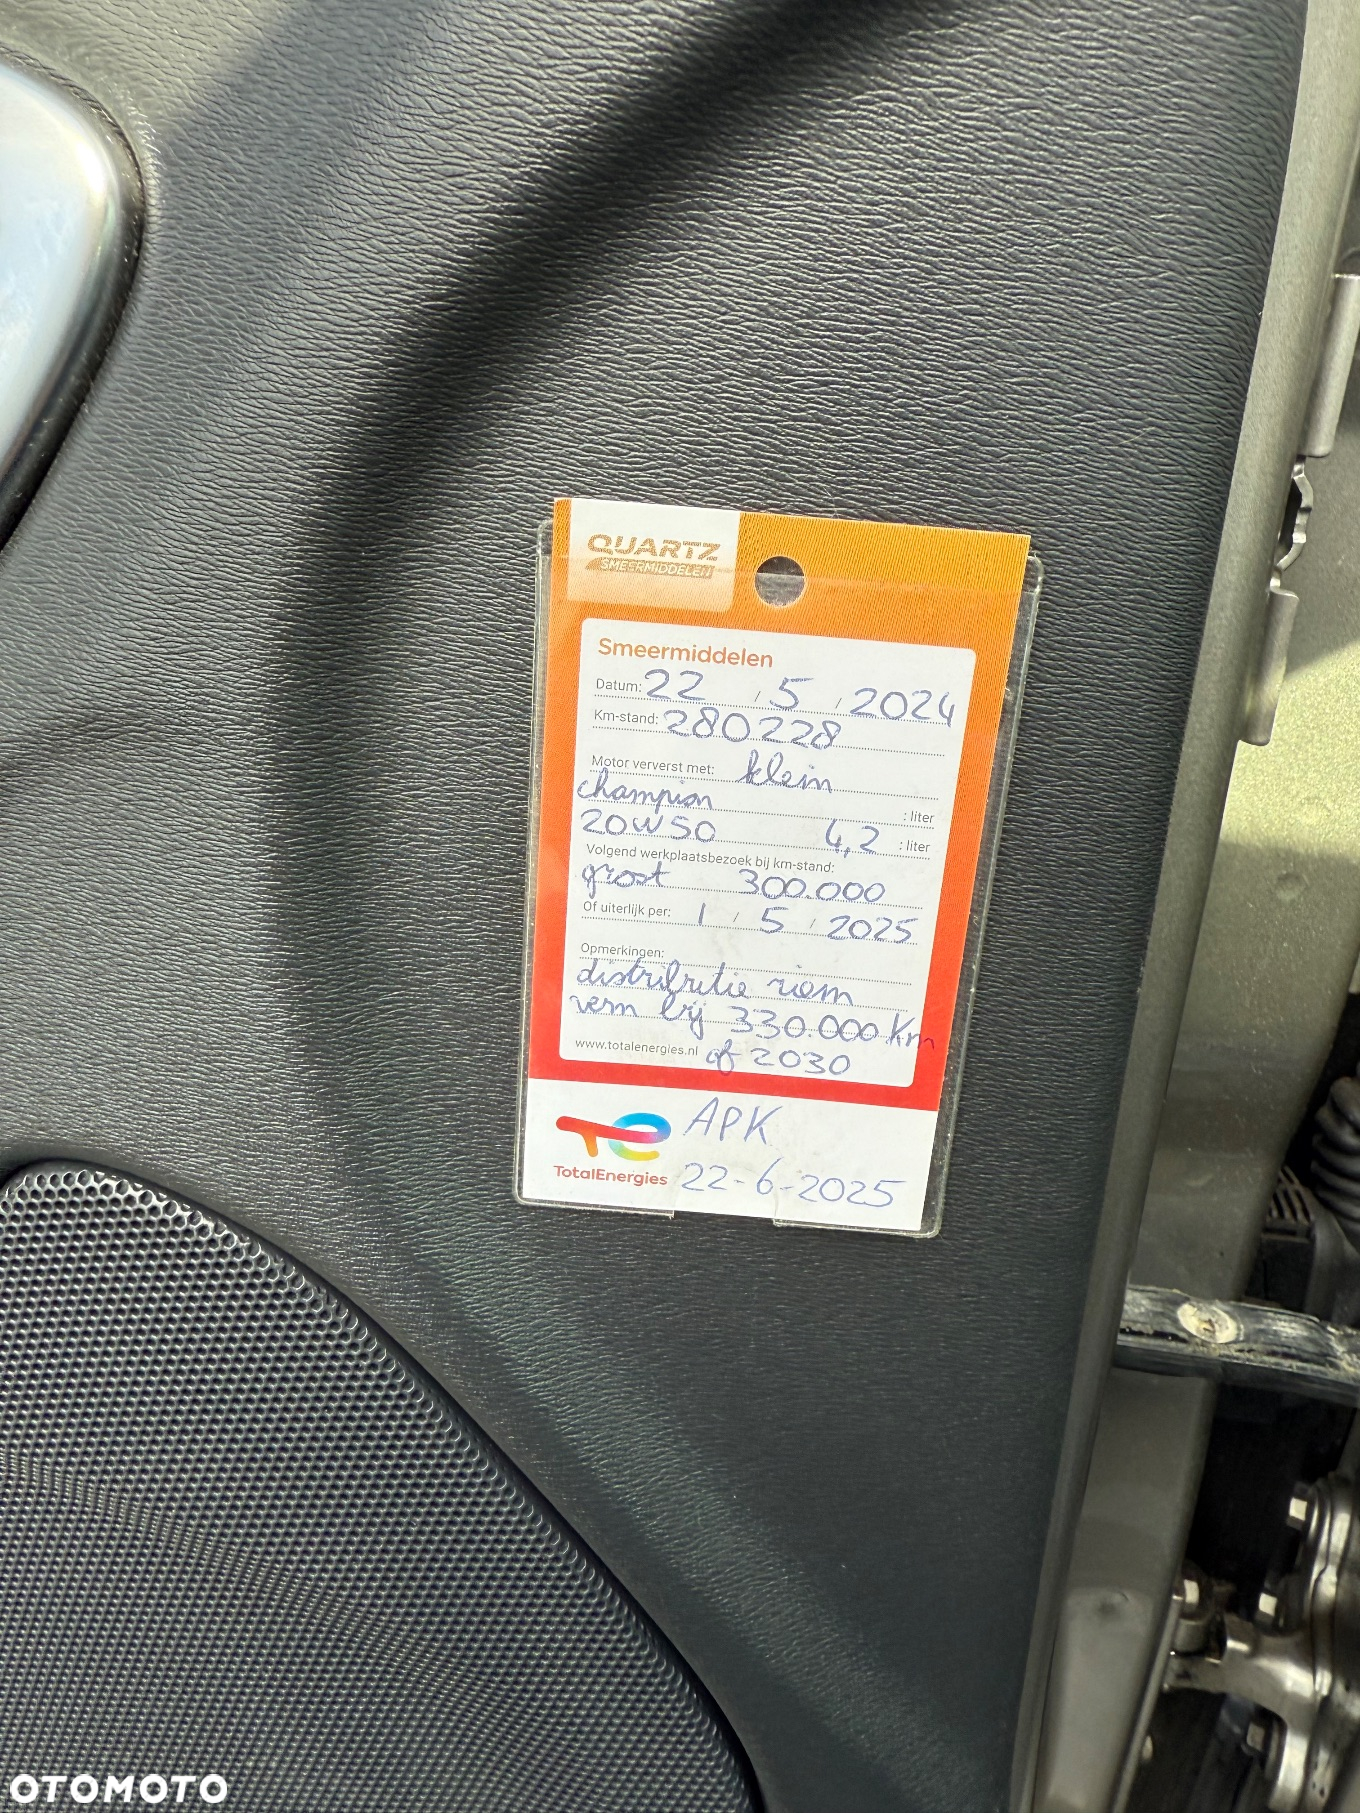 QUARTZ
SMEERMIDDELEN
Smeermiddelen
Datum: 22 / 5 / 2024
Km-stand: 280228
Motor ververst met: klein
champion : liter
20W50 4,2 : liter
Volgend werkplaatsbezoek bij km-stand:
groot 300.000
Of uiterlijk per: 1 / 5 / 2025
Opmerkingen:
distributie riem
vern bij 330.000 Km
www.totalenergies.nl of 2030
APK
TotalEnergies 22-6-2025
OTOMOTO